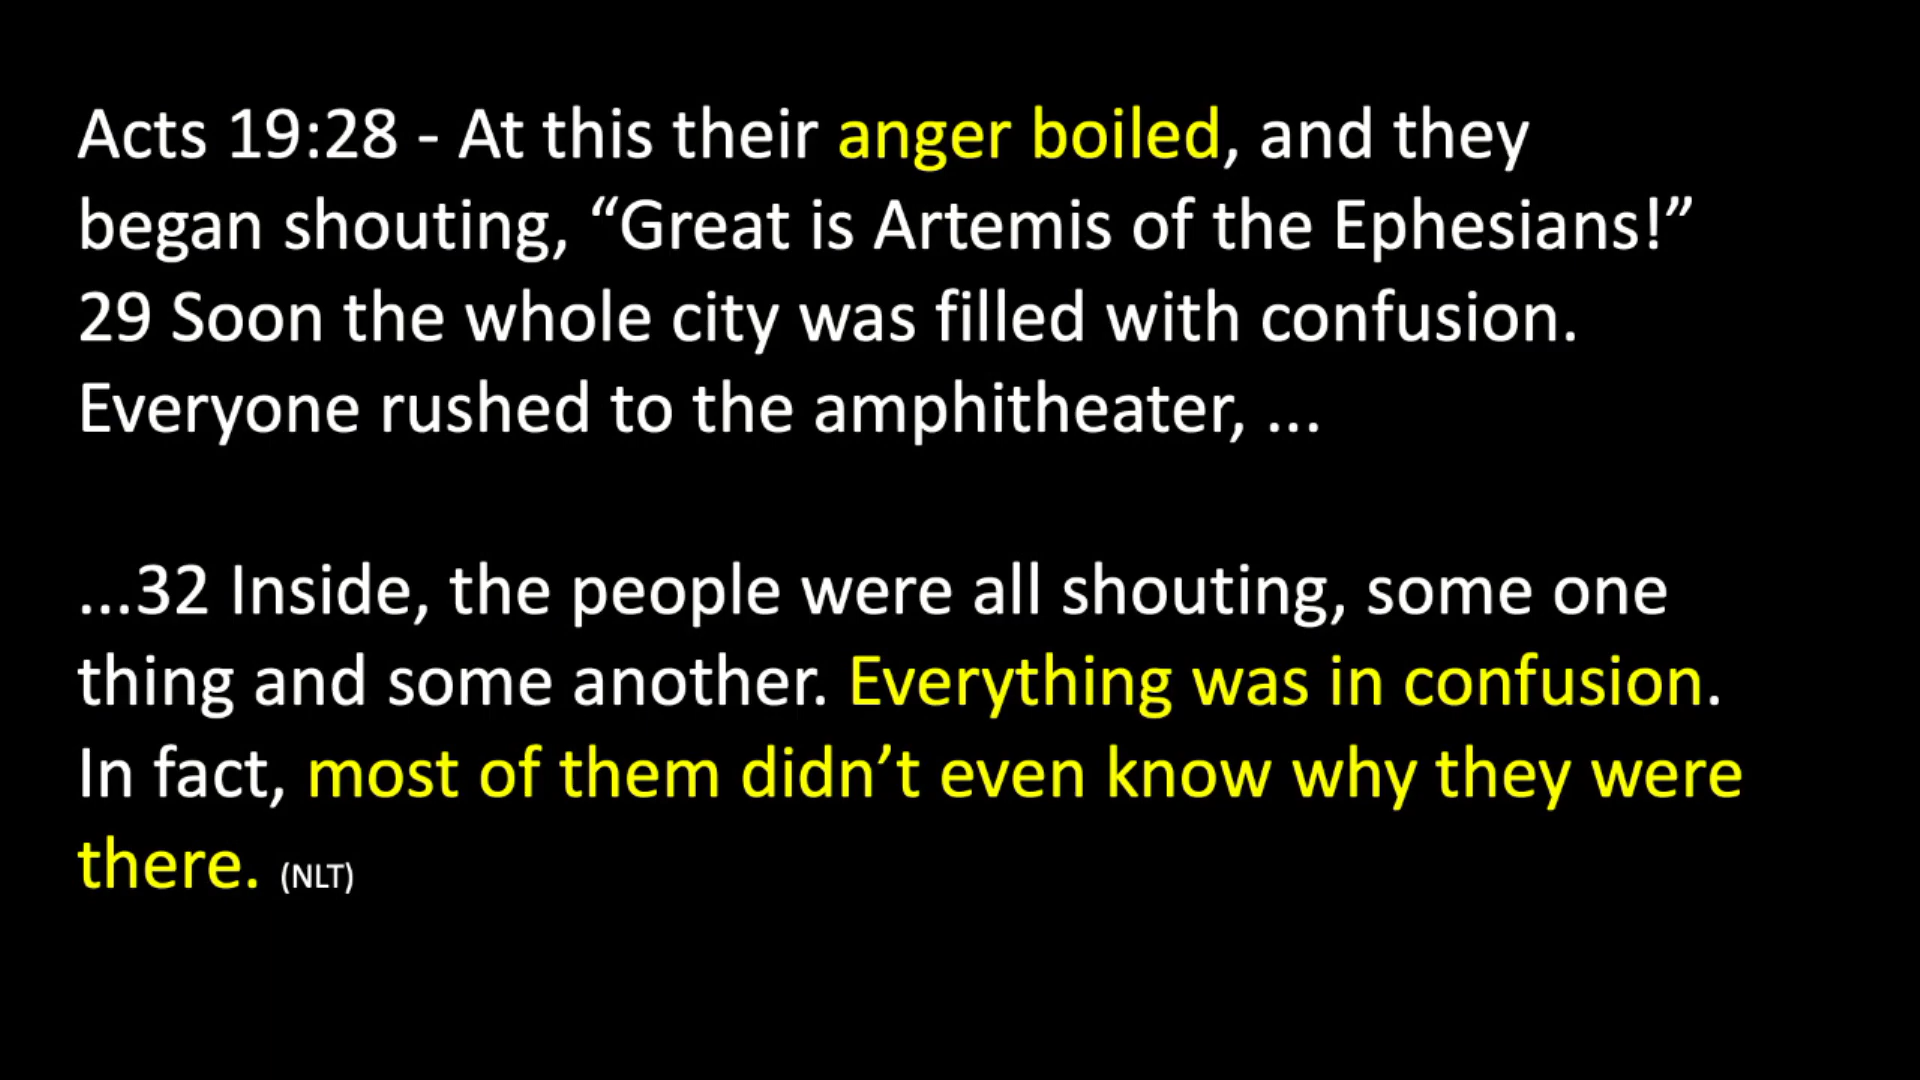 Acts 19:28 - At this their anger boiled, and they
began shouting, “Great is Artemis of the Ephesians!”
29 Soon the whole city was filled with confusion.
Everyone rushed to the amphitheater, ...
...32 Inside, the people were all shouting, some one
thing and some another. Everything was in confusion.
In fact, most of them didn’t even know why they were
there. (NLT)